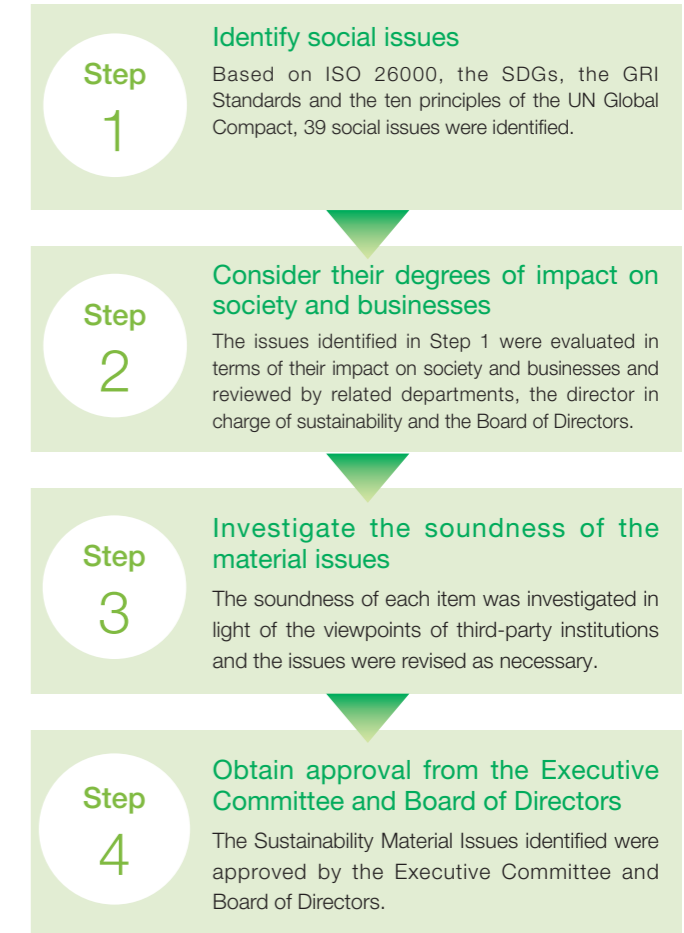 Step
1
Identify social issues
Based on ISO 26000, the SDGs, the GRI
Standards and the ten principles of the UN Global
Compact, 39 social issues were identified.
Step
2
Consider their degrees of impact on
society and businesses
The issues identified in Step 1 were evaluated in
terms of their impact on society and businesses and
reviewed by related departments, the director in
charge of sustainability and the Board of Directors.
Step
3
Investigate the soundness of the
material issues
The soundness of each item was investigated in
light of the viewpoints of third-party institutions
and the issues were revised as necessary.
Step
4
Obtain approval from the Executive
Committee and Board of Directors
The Sustainability Material Issues identified were
approved by the Executive Committee and
Board of Directors.